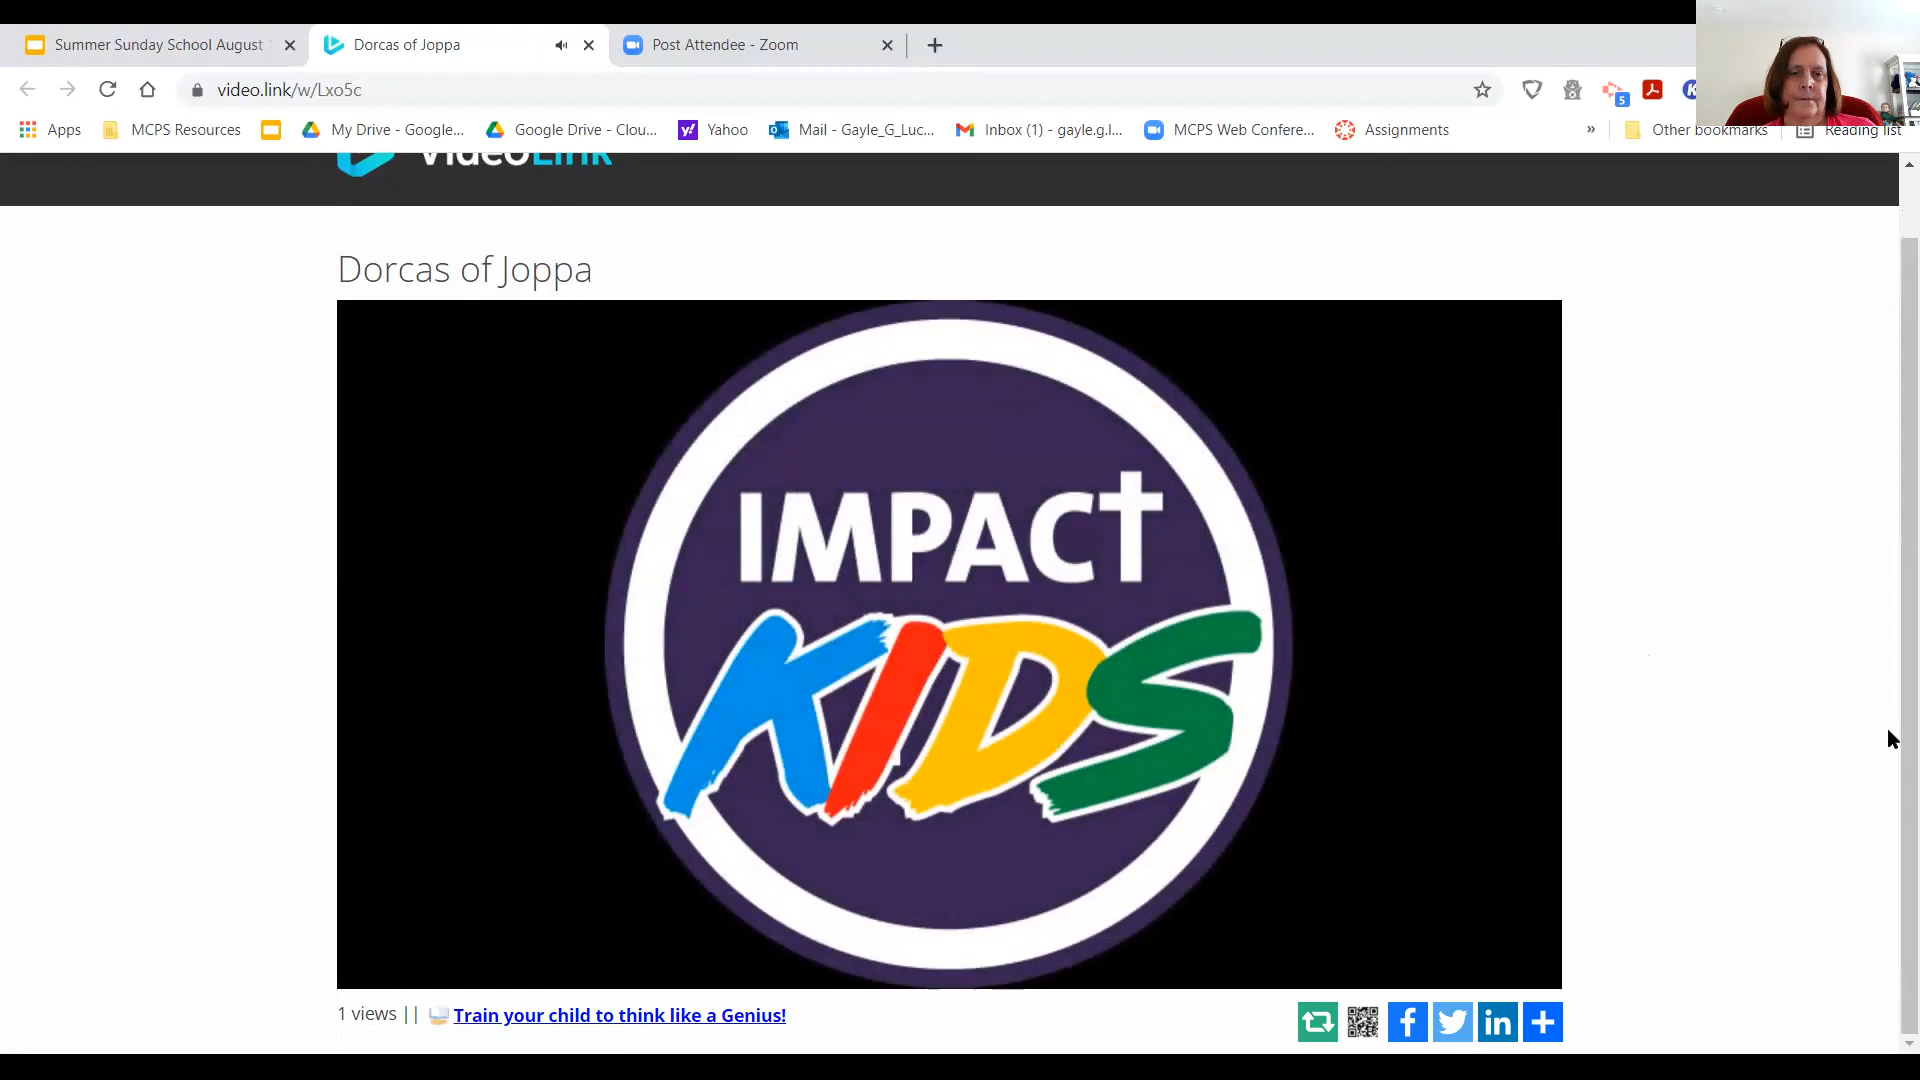 Summer Sunday School August
Dorcas of Joppa
Post Attendee - Zoom
video.link/w/Lxo5c
5
Apps
MCPS Resources
My Drive - Google...
Google Drive - Clou...
Yahoo
Mail - Gayle_G_Luc...
Inbox (1) - gayle.g.l...
MCPS Web Confere...
Assignments
»
Other bookmarks
Reading list
VideoLink
Dorcas of Joppa
IMPACT
KIDS
1 views || Train your child to think like a Genius!